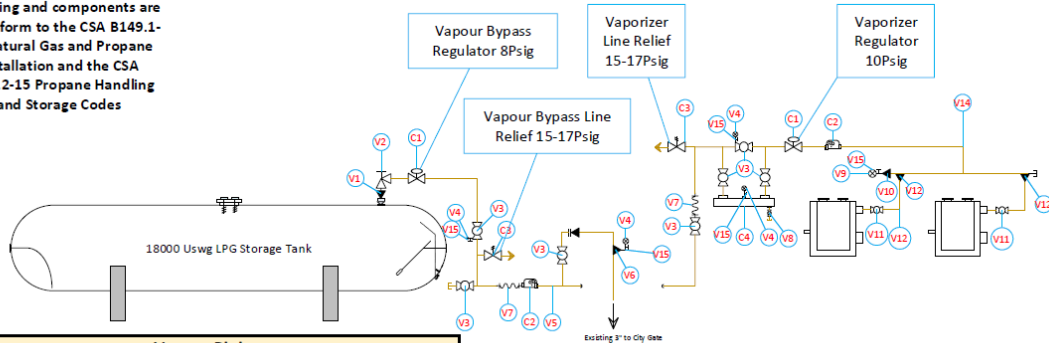 ing and components are
form to the CSA B149.1-
atural Gas and Propane
tallation and the CSA
.2-15 Propane Handling
and Storage Codes
Vapour Bypass
Regulator 8Psig
Vaporizer
Line Relief
15-17Psig
Vaporizer
Regulator
10Psig
Vapour Bypass Line
Relief 15-17Psig
V2
C1
V1
C3
V4
V15
C1
C2
V14
V3
V15
V9
V10
V12
V12
V4
V15
V3
C3
V7
V3
V15
C4
V4
V8
V11
V12
V11
18000 Uswg LPG Storage Tank
V3
V4
V15
V6
V3
V7
C2
V5
Exsisting 3" to City Gate